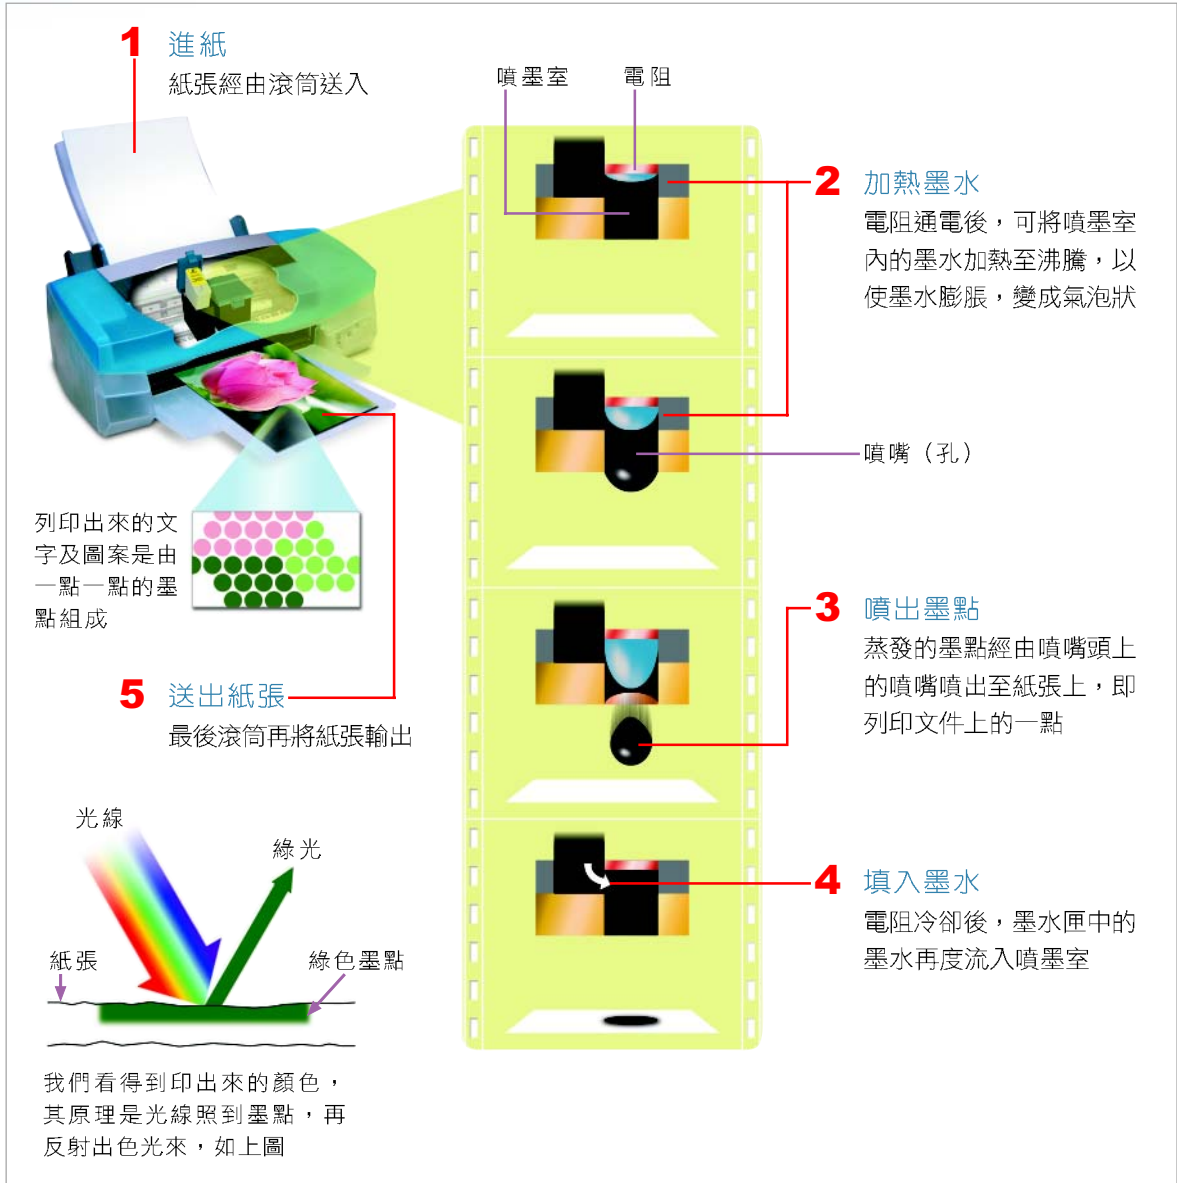 1 進紙
紙張經由滾筒送入
噴墨室
電阻
2 加熱墨水
電阻通電後，可將噴墨室
內的墨水加熱至沸騰，以
使墨水膨脹，變成氣泡狀
噴嘴（孔）
列印出來的文
字及圖案是由
一點一點的墨
點組成
3 噴出墨點
蒸發的墨點經由噴嘴頭上
的噴嘴噴出至紙張上，即
列印文件上的一點
5 送出紙張
最後滾筒再將紙張輸出
光線
綠光
紙張
綠色墨點
4 填入墨水
電阻冷卻後，墨水匣中的
墨水再度流入噴墨室
我們看得到印出來的顏色，
其原理是光線照到墨點，再
反射出色光來，如上圖